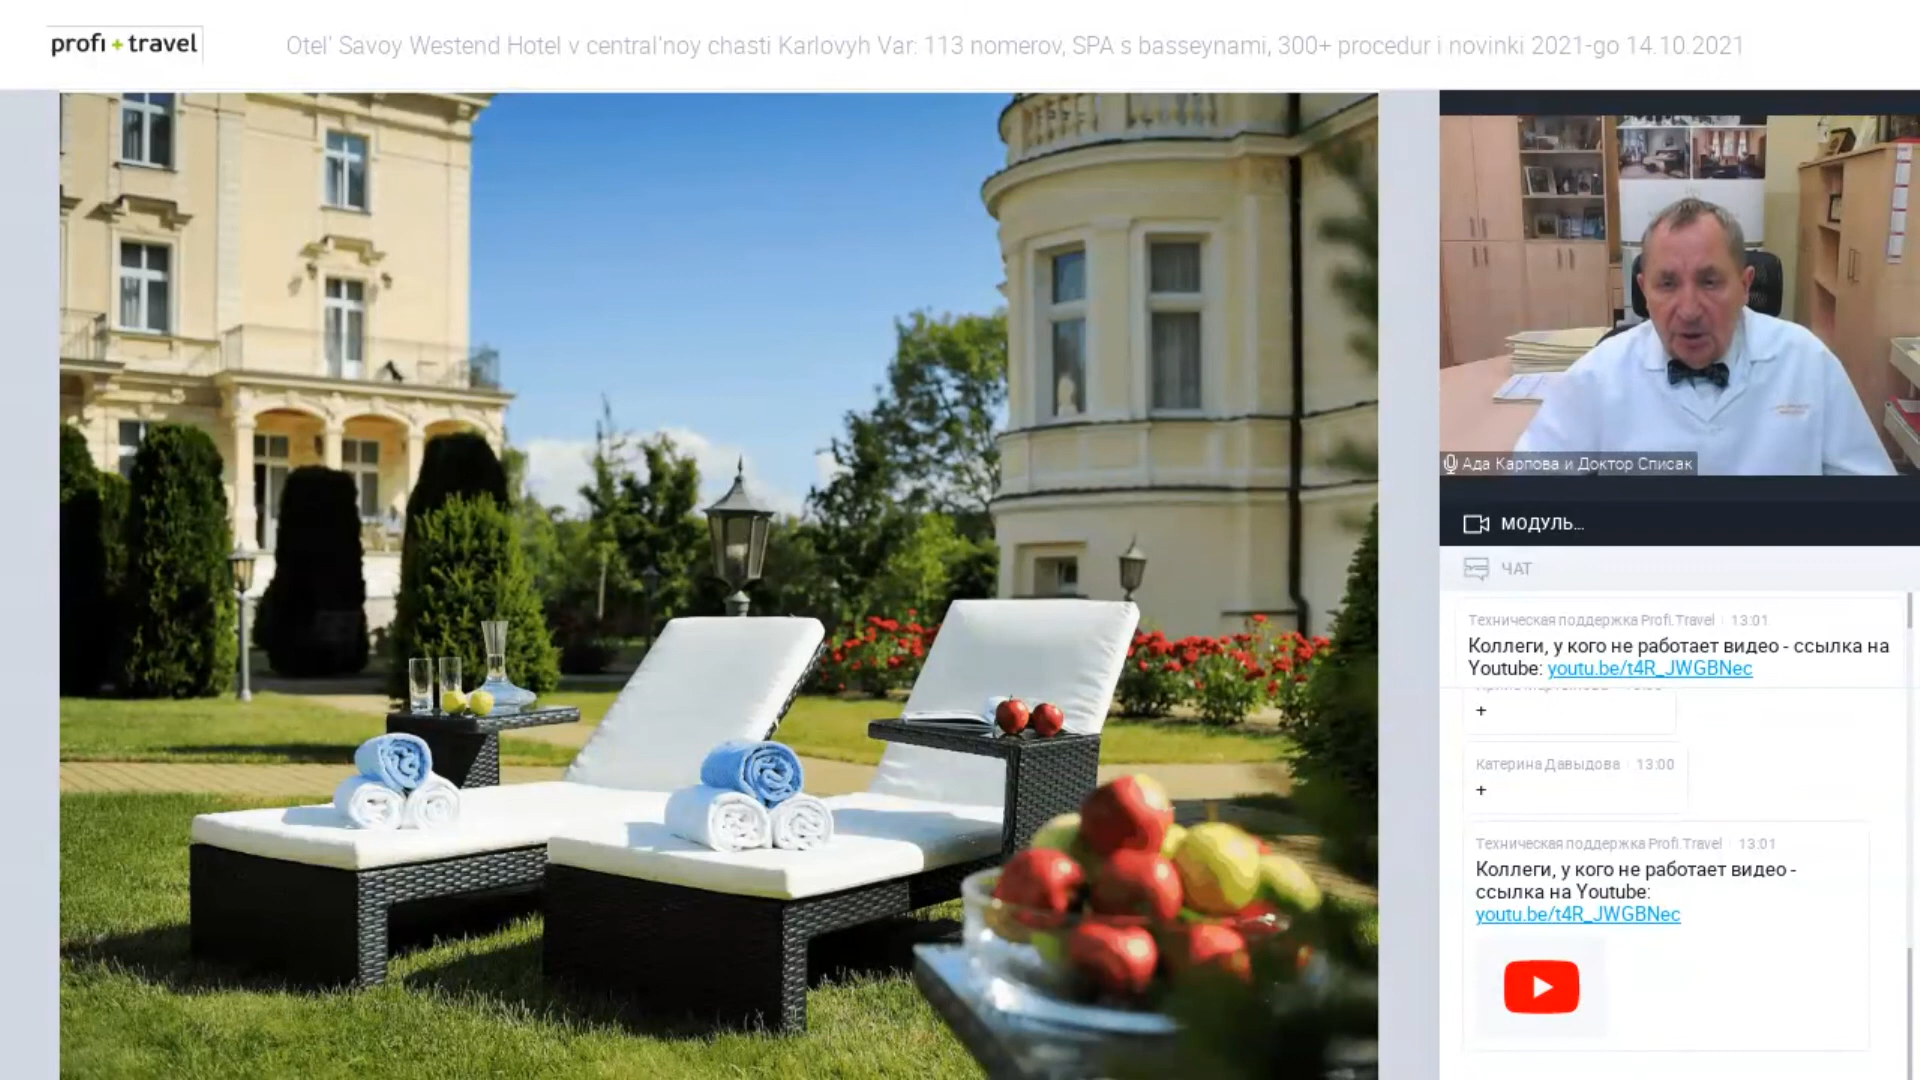 profi + travel
Otel' Savoy Westend Hotel v central'noy chasti Karlovyh Var: 113 nomerov, SPA s basseynami, 300+ procedur i novinki 2021-go 14.10.2021
Ада Карпова и Доктор Списак
МОДУЛЬ...
ЧАТ
Техническая поддержка Profi.Travel 13:01
Коллеги, у кого не работает видео - ссылка на
Youtube: youtu.be/t4R_JWGBNec
+
Катерина Давыдова 13:00
+
Техническая поддержка Profi.Travel 13:01
Коллеги, у кого не работает видео -
ссылка на Youtube:
youtu.be/t4R_JWGBNec